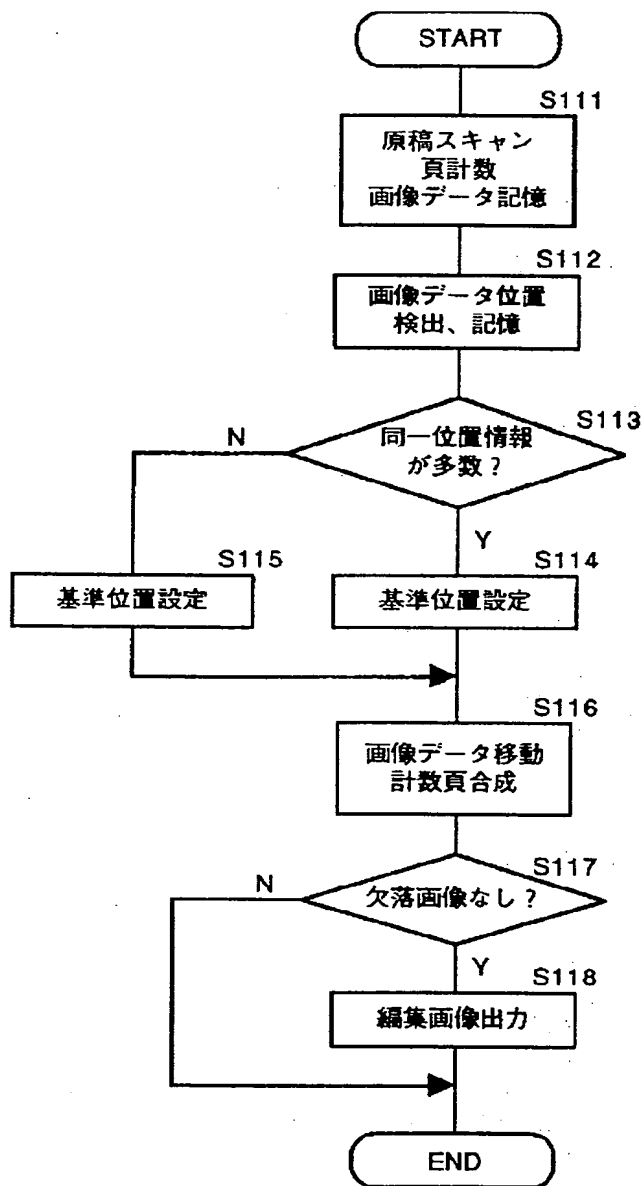 START
S111
原稿スキャン
頁計数
画像データ記憶
S112
画像データ位置
検出、記憶
S113
同一位置情報
が多数？
N
Y
S115
基準位置設定
S114
基準位置設定
S116
画像データ移動
計数頁合成
S117
欠落画像なし？
N
Y
S118
編集画像出力
END